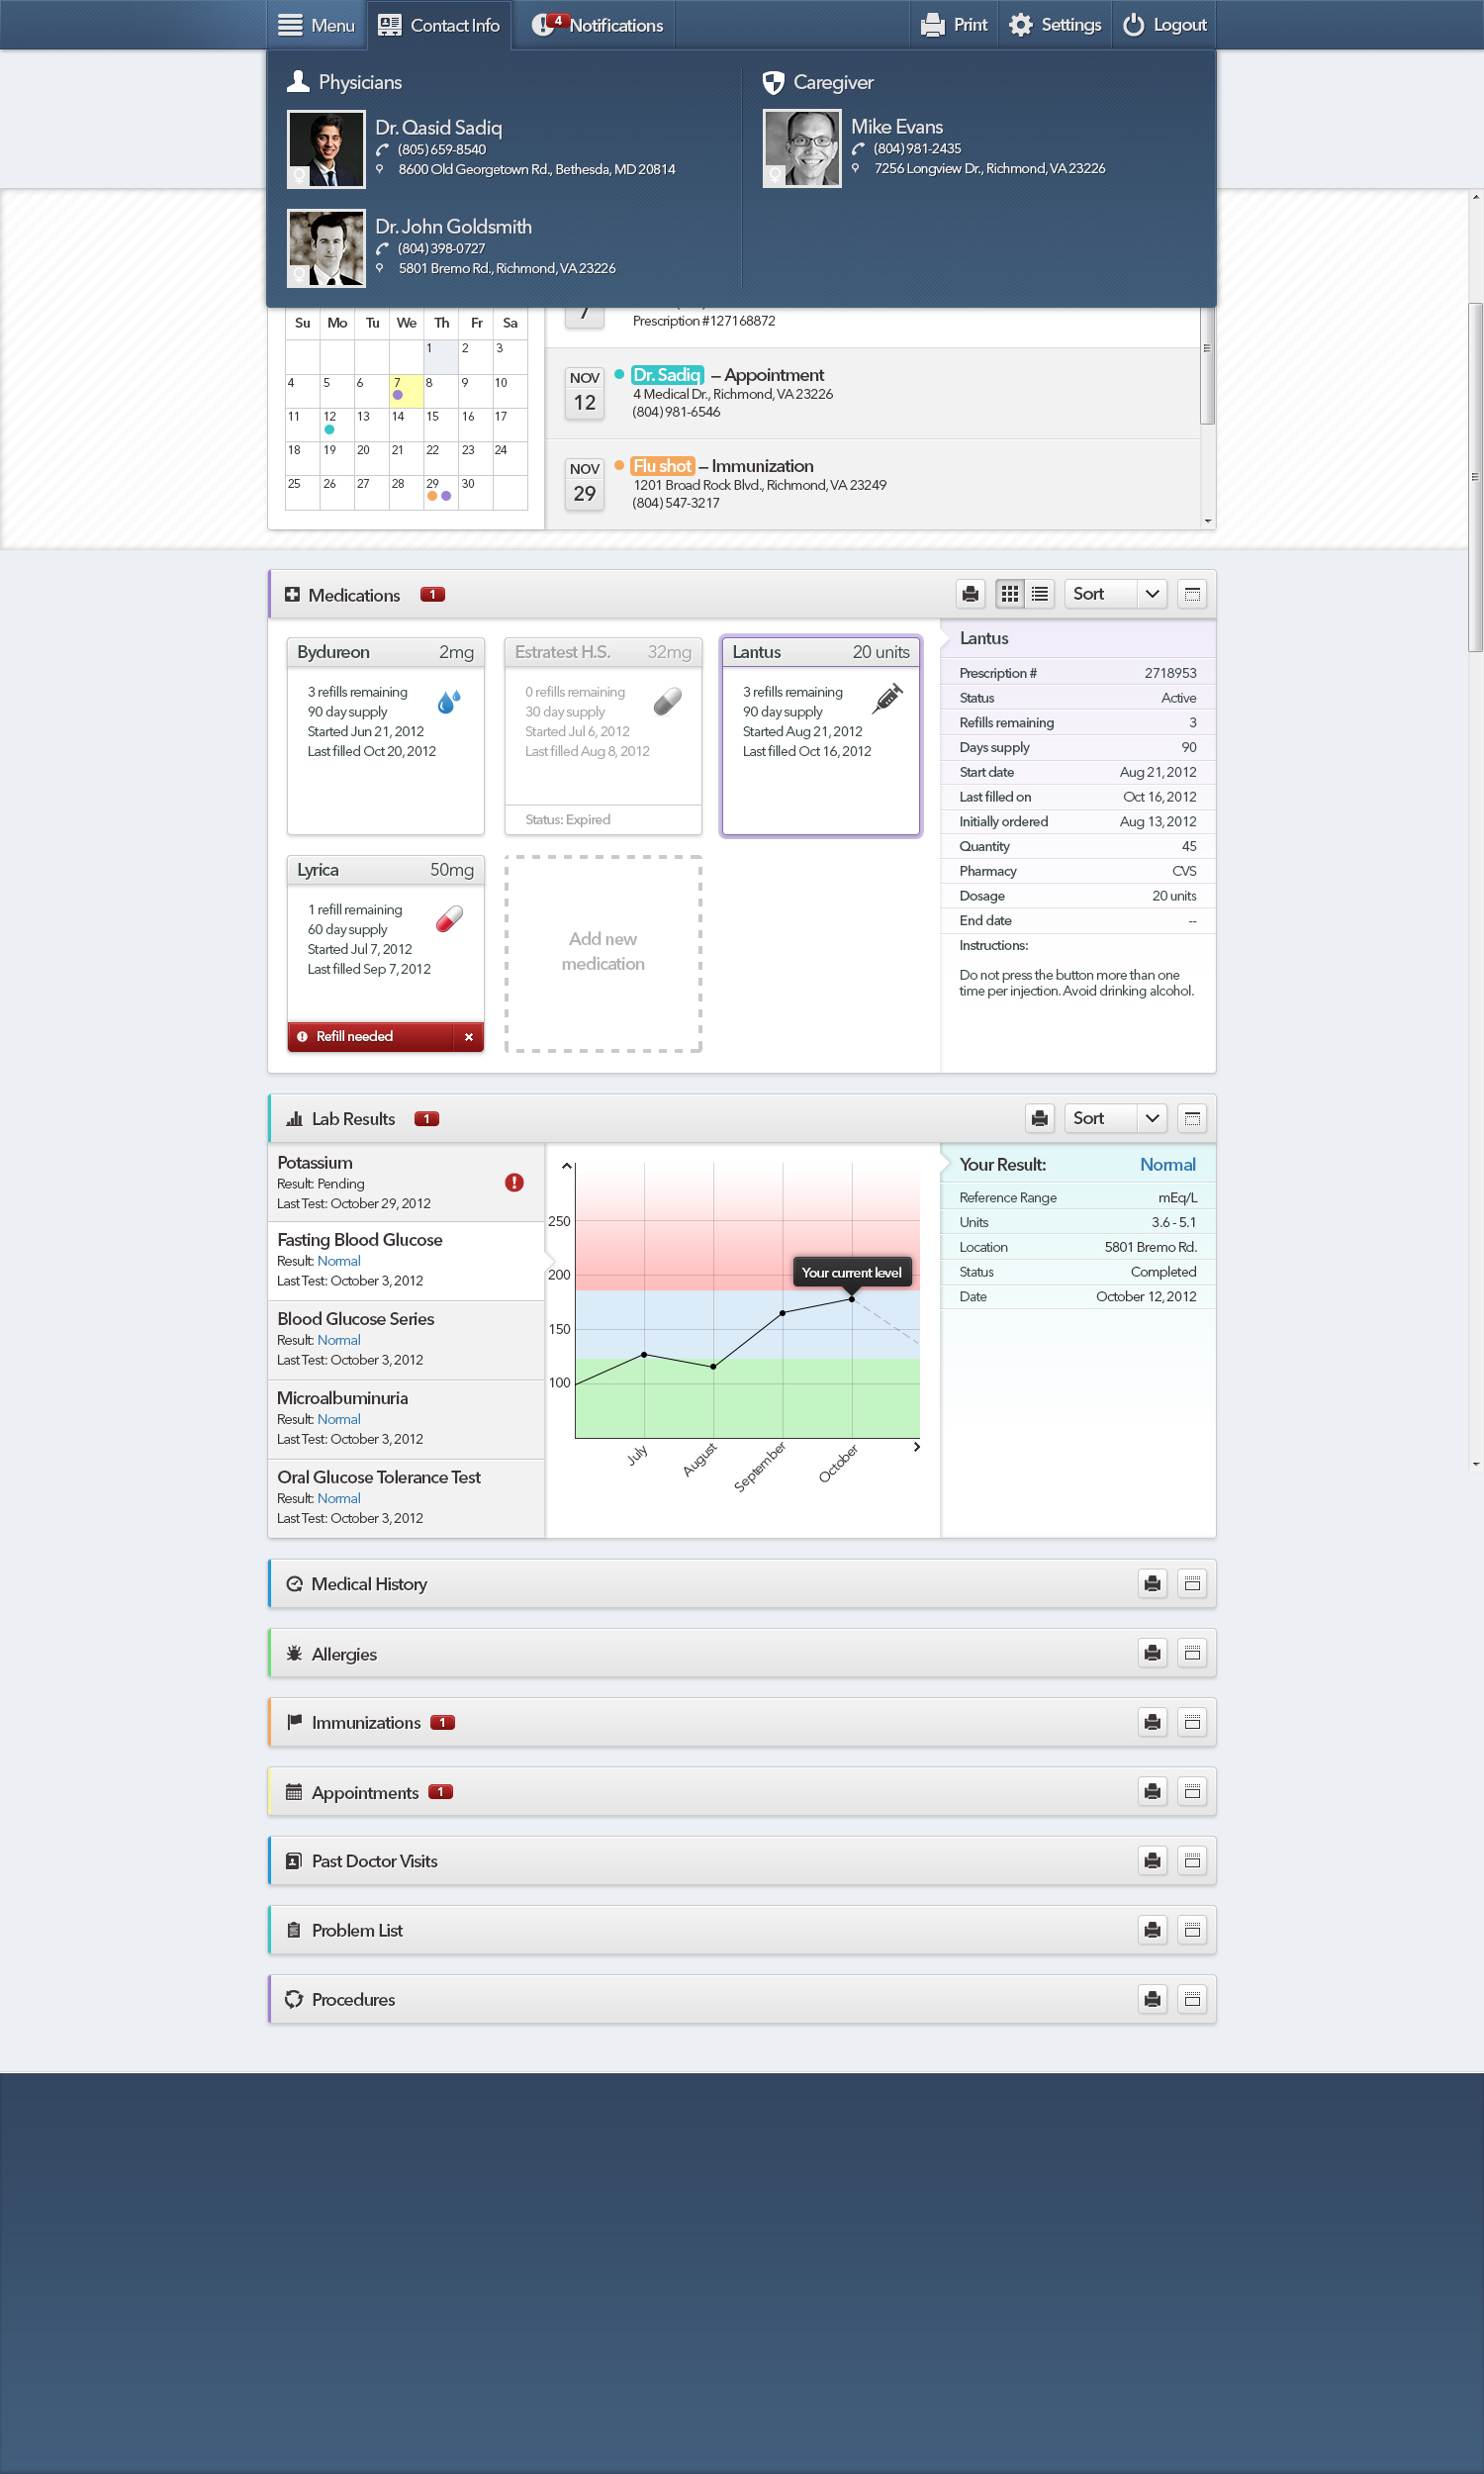 Menu
Contact Info
4
Notifications
Print
Settings
Logout
Physicians
Dr. Qasid Sadiq
(805) 659-8540
8600 Old Georgetown Rd., Bethesda, MD 20814
Dr. John Goldsmith
(804) 398-0727
5801 Bremo Rd., Richmond, VA 23226
Caregiver
Mike Evans
(804) 981-2435
7256 Longview Dr., Richmond, VA 23226
Su Mo Tu We Th Fr Sa
1 2 3
4 5 6 7 8 9 10
11 12 13 14 15 16 17
18 19 20 21 22 23 24
25 26 27 28 29 30
7
Prescription #127168872
NOV
12
Dr. Sadiq – Appointment
4 Medical Dr., Richmond, VA 23226
(804) 981-6546
NOV
29
Flu shot – Immunization
1201 Broad Rock Blvd., Richmond, VA 23249
(804) 547-3217
Medications 1
Sort
Bydureon 2mg
3 refills remaining
90 day supply
Started Jun 21, 2012
Last filled Oct 20, 2012
Estratest H.S. 32mg
0 refills remaining
30 day supply
Started Jul 6, 2012
Last filled Aug 8, 2012
Status: Expired
Lantus 20 units
3 refills remaining
90 day supply
Started Aug 21, 2012
Last filled Oct 16, 2012
Lyrica 50mg
1 refill remaining
60 day supply
Started Jul 7, 2012
Last filled Sep 7, 2012
Refill needed
Add new
medication
Lantus
Prescription # 2718953
Status Active
Refills remaining 3
Days supply 90
Start date Aug 21, 2012
Last filled on Oct 16, 2012
Initially ordered Aug 13, 2012
Quantity 45
Pharmacy CVS
Dosage 20 units
End date --
Instructions:
Do not press the button more than one
time per injection. Avoid drinking alcohol.
Lab Results 1
Sort
Potassium
Result: Pending
Last Test: October 29, 2012
Fasting Blood Glucose
Result: Normal
Last Test: October 3, 2012
Blood Glucose Series
Result: Normal
Last Test: October 3, 2012
Microalbuminuria
Result: Normal
Last Test: October 3, 2012
Oral Glucose Tolerance Test
Result: Normal
Last Test: October 3, 2012
250
200
150
100
Your current level
July
August
September
October
Your Result: Normal
Reference Range mEq/L
Units 3.6 - 5.1
Location 5801 Bremo Rd.
Status Completed
Date October 12, 2012
Medical History
Allergies
Immunizations 1
Appointments 1
Past Doctor Visits
Problem List
Procedures